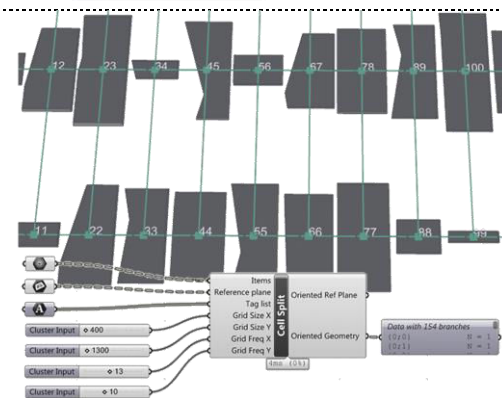 12 23 34 45 56 67 78 89 100
11 22 33 44 55 66 77 88 99
Items
Reference plane
Tag list
Grid Size X
Grid Size Y
Grid Freq X
Grid Freq Y
Cell Split
Oriented Ref Plane
Oriented Geometry
A
Cluster Input 400
Cluster Input 1300
Cluster Input 13
Cluster Input 10
4ms (0%)
Data with 154 branches
{0;0} N = 1
{0;1} N = 1